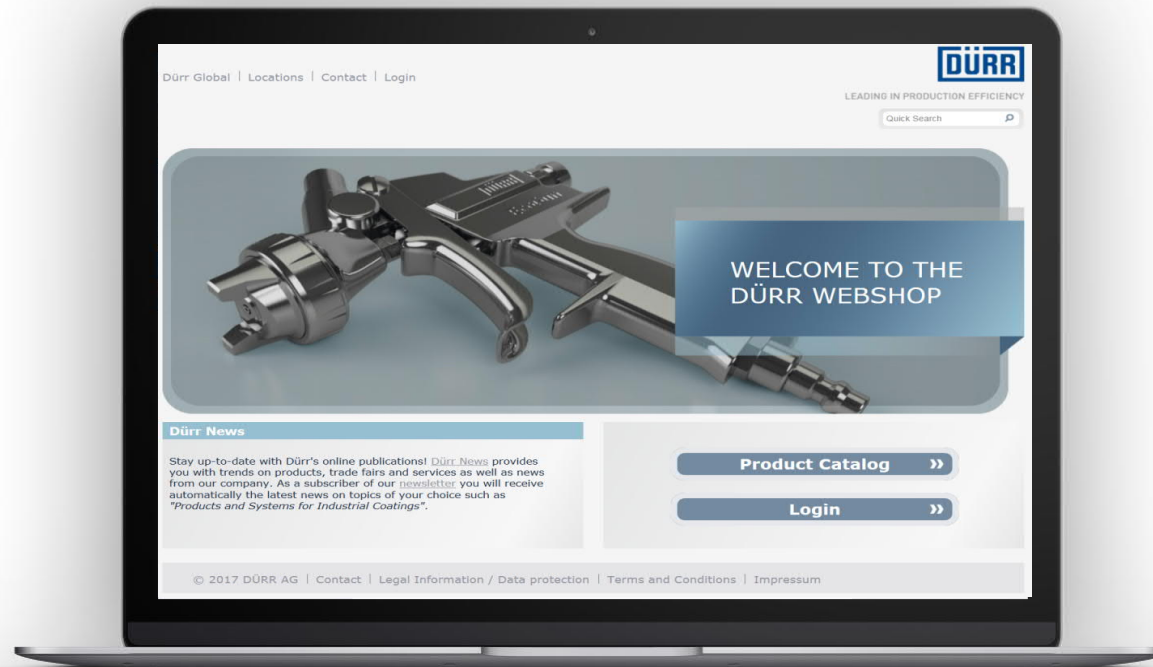 Dürr Global | Locations | Contact | Login
DÜRR
LEADING IN PRODUCTION EFFICIENCY
Quick Search
WELCOME TO THE
DÜRR WEBSHOP
Dürr News
Stay up-to-date with Dürr's online publications! Dürr News provides
you with trends on products, trade fairs and services as well as news
from our company. As a subscriber of our newsletter you will receive
automatically the latest news on topics of your choice such as
"Products and Systems for Industrial Coatings".
Product Catalog »
Login »
© 2017 DÜRR AG | Contact | Legal Information / Data protection | Terms and Conditions | Impressum